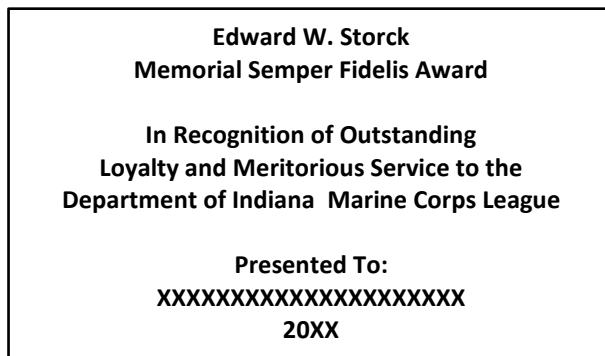 Edward W. Storck
Memorial Semper Fidelis Award
In Recognition of Outstanding
Loyalty and Meritorious Service to the
Department of Indiana  Marine Corps League
Presented To:
XXXXXXXXXXXXXXXXXXXXX
20XX